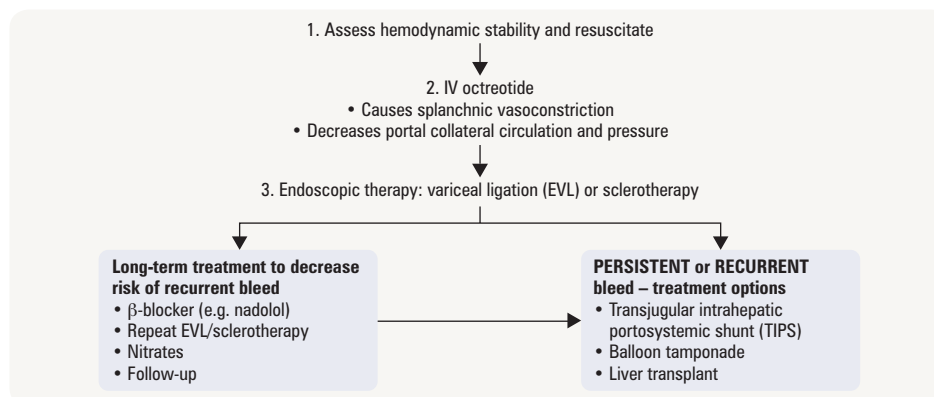 1. Assess hemodynamic stability and resuscitate
2. IV octreotide
• Causes splanchnic vasoconstriction
• Decreases portal collateral circulation and pressure
3. Endoscopic therapy: variceal ligation (EVL) or sclerotherapy
Long-term treatment to decrease
risk of recurrent bleed
• β-blocker (e.g. nadolol)
• Repeat EVL/sclerotherapy
• Nitrates
• Follow-up
PERSISTENT or RECURRENT
bleed – treatment options
• Transjugular intrahepatic
portosystemic shunt (TIPS)
• Balloon tamponade
• Liver transplant